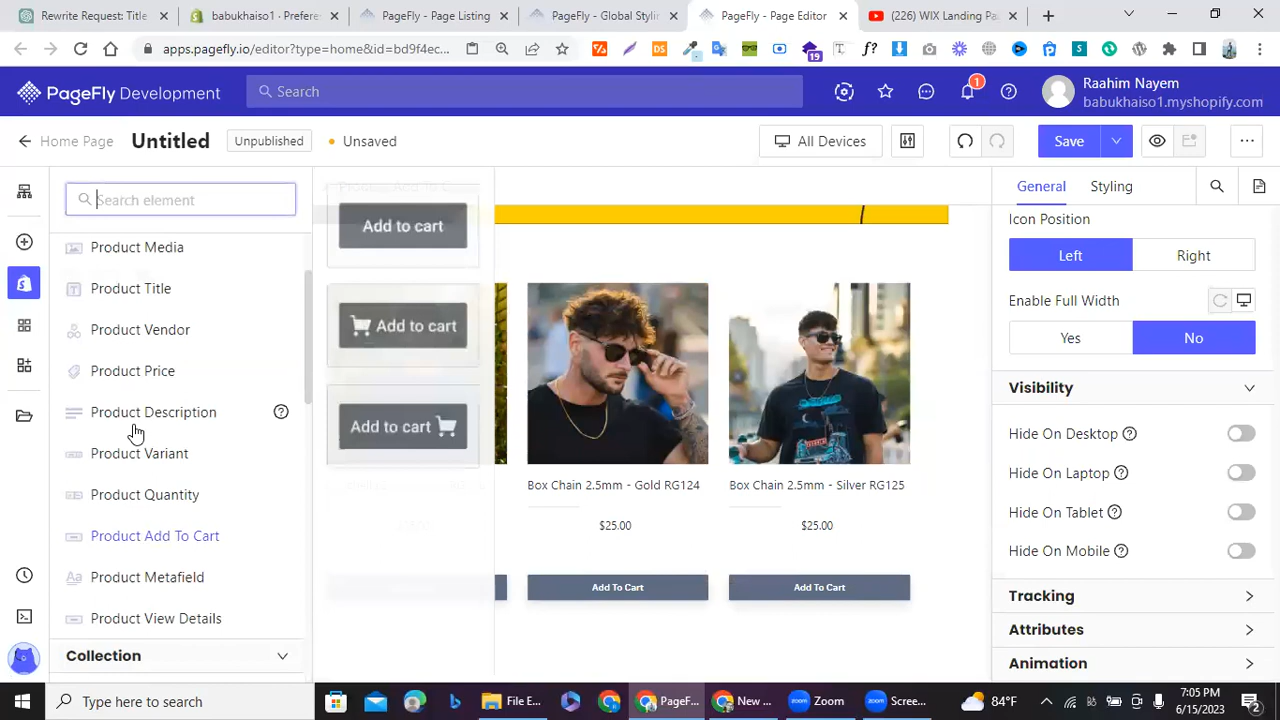 Rewrite Request: Title
babukhaiso1 · Prefere
PageFly - Page Listing
PageFly - Global Stylin
PageFly - Page Editor
(226) WIX Landing Pa
apps.pagefly.io/editor?type=home&id=bd9f4ec...
19
PageFly Development
Search
1
Raahim Nayem
babukhaiso1.myshopify.com
Home Page
Untitled
Unpublished
Unsaved
All Devices
Save
Search element
General
Styling
Product Media
Product Title
Product Vendor
Product Price
Product Description
Product Variant
Product Quantity
Product Add To Cart
Product Metafield
Product View Details
Collection
Add to cart
Add to cart
Add to cart
Box Chain 2.5mm - Gold RG124
$25.00
Add To Cart
Box Chain 2.5mm - Silver RG125
$25.00
Add To Cart
Icon Position
Left
Right
Enable Full Width
Yes
No
Visibility
Hide On Desktop
Hide On Laptop
Hide On Tablet
Hide On Mobile
Tracking
Attributes
Animation
Type here to search
File E...
PageF...
New ...
Zoom
Scree...
84°F
7:05 PM
6/15/2023
2